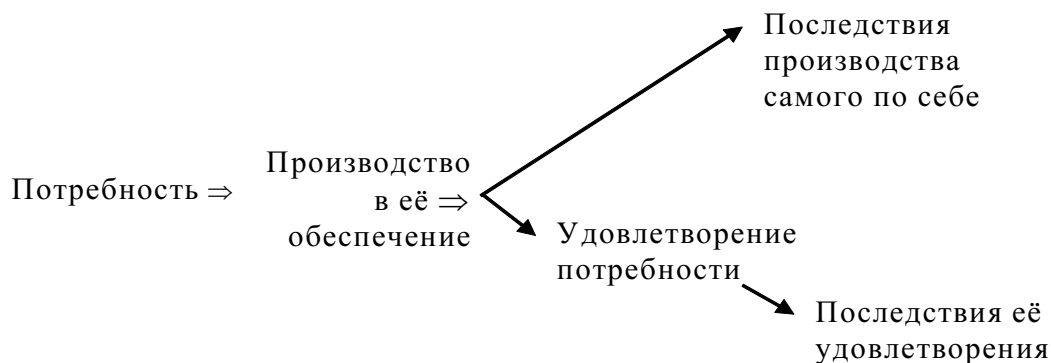 Последствия
производства
самого по себе
Потребность ⇒
Производство
в её ⇒
обеспечение
Удовлетворение
потребности
Последствия её
удовлетворения